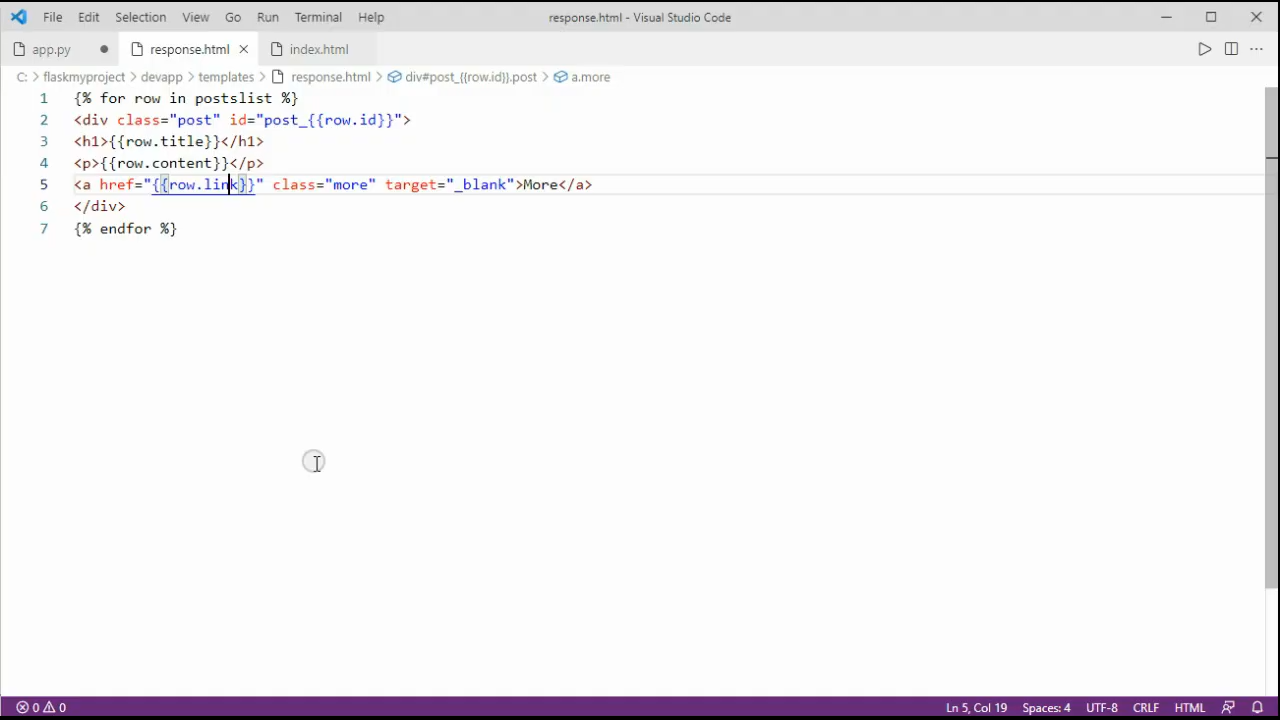 File Edit Selection View Go Run Terminal Help response.html - Visual Studio Code
app.py response.html index.html
C: > flaskmyproject > devapp > templates > response.html > div#post_{{row.id}}.post > a.more
1 {% for row in postslist %}
2 <div class="post" id="post_{{row.id}}">
3 <h1>{{row.title}}</h1>
4 <p>{{row.content}}</p>
5 <a href="{{row.link}}" class="more" target="_blank">More</a>
6 </div>
7 {% endfor %}
0 0 Ln 5, Col 19 Spaces: 4 UTF-8 CRLF HTML